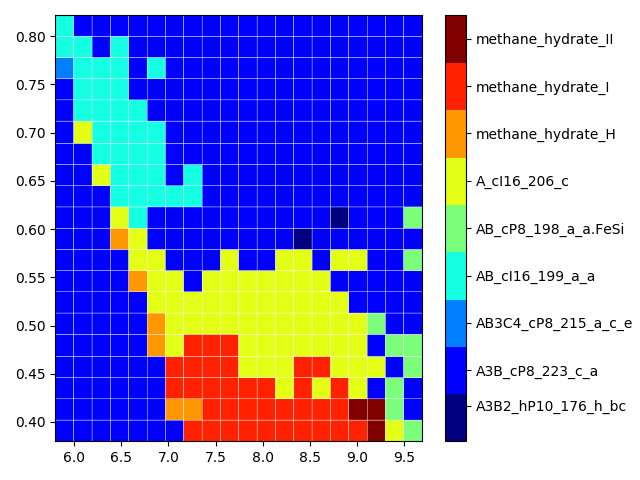 0.80
0.75
0.70
0.65
0.60
0.55
0.50
0.45
0.40
6.0 6.5 7.0 7.5 8.0 8.5 9.0 9.5
methane_hydrate_II
methane_hydrate_I
methane_hydrate_H
A_cI16_206_c
AB_cP8_198_a_a.FeSi
AB_cI16_199_a_a
AB3C4_cP8_215_a_c_e
A3B_cP8_223_c_a
A3B2_hP10_176_h_bc